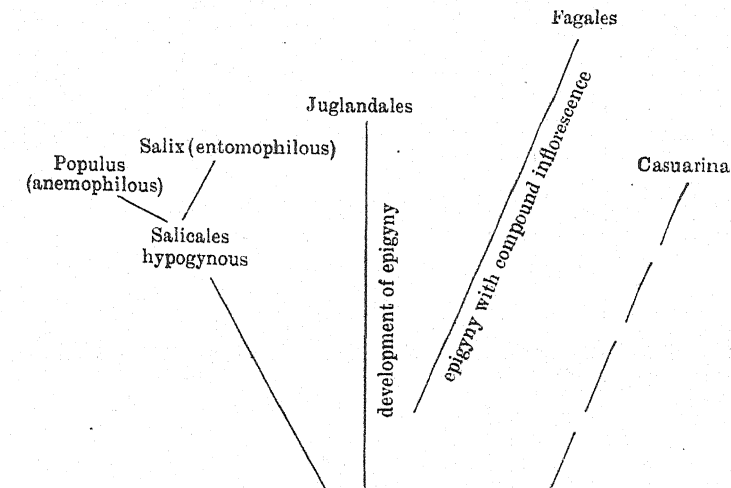 Fagales
Juglandales
Salix (entomophilous)
Populus
(anemophilous)
Casuarina
Salicales
hypogynous
development of epigyny
epigyny with compound inflorescence